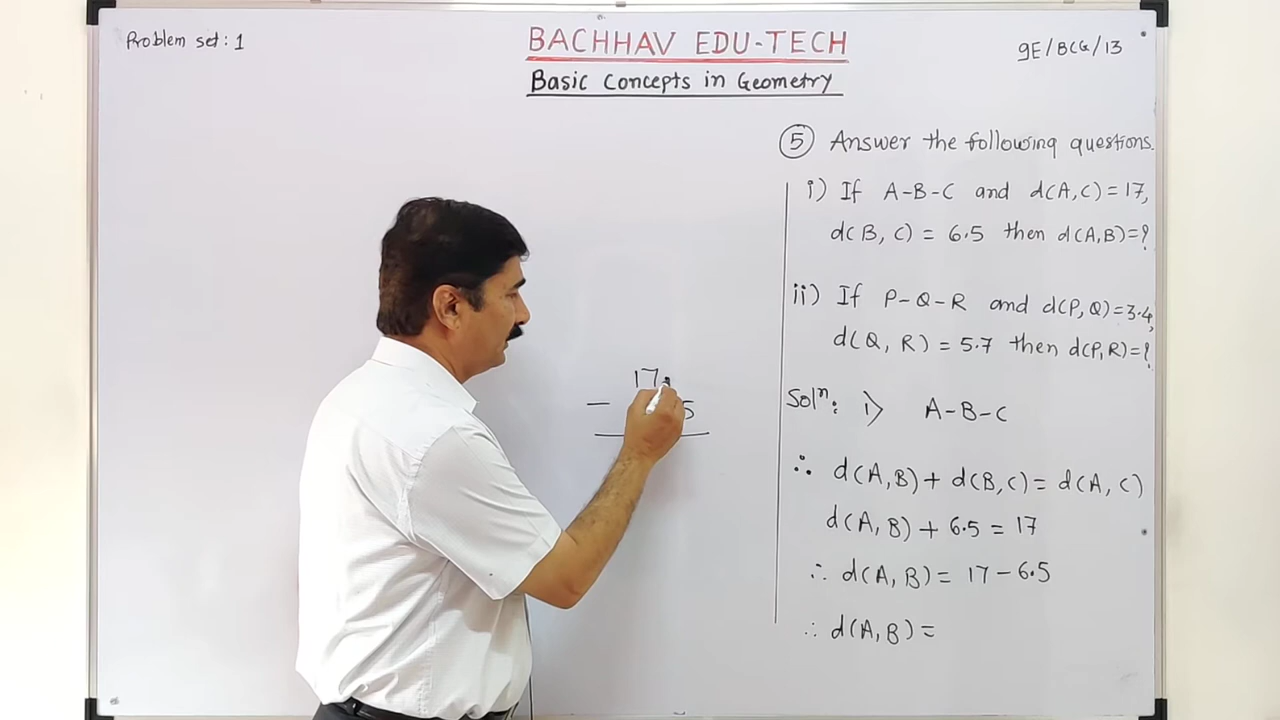 Problem set: 1
BACHHAV EDU-TECH
9E/BCG/13
Basic Concepts in Geometry
5 Answer the following questions.
i) If A-B-C and d(A,C)=17,
d(B, C) = 6.5 then d(A,B)=?
ii) If P-Q-R and d(P,Q)=3.4,
d(Q, R) = 5.7 then d(P,R)=?
Solⁿ: i> A-B-C
∴ d(A,B)+ d(B,C)= d(A, C)
d(A, B) + 6.5 = 17
∴ d(A, B)= 17-6.5
∴ d(A, B) =
17.
- 5